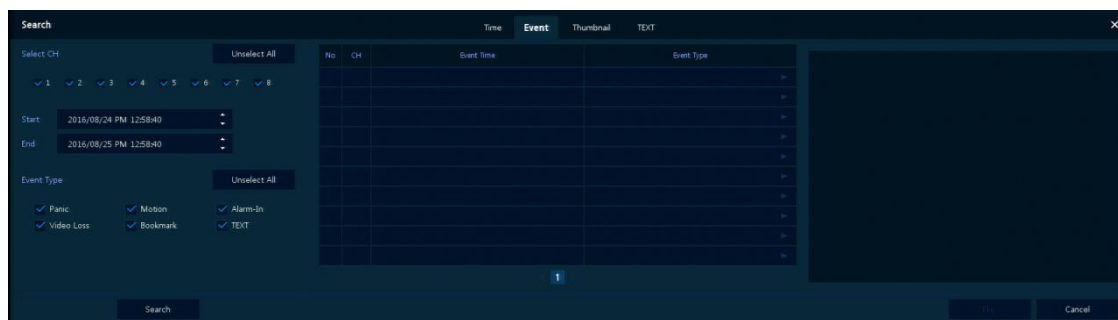 Search
Time Event Thumbnail TEXT
Select CH Unselect All
1 2 3 4 5 6 7 8
Start 2016/08/24 PM 12:58:40
End 2016/08/25 PM 12:58:40
Event Type Unselect All
Panic Motion Alarm-In
Video Loss Bookmark TEXT
Search
No CH Event Time Event Type
1
Cancel